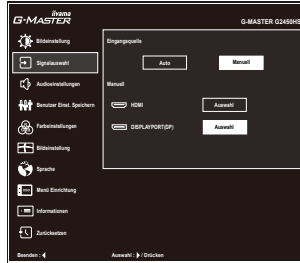 iiyama
G-MASTER
G-MASTER G2450HS
Bildeinstellung
Eingangsquelle
Signalauswahl
Auto
Manuell
Audioeinstellungen
Manuell
Benutzer Einst. Speichern
HDMI
Auswahl
Farbeinstellungen
DISPLAYPORT(DP)
Auswahl
Bildeinstellung
Sprache
Menü Einrichtung
Informationen
Zurücksetzen
Beenden :
Auswahl : / Drücken